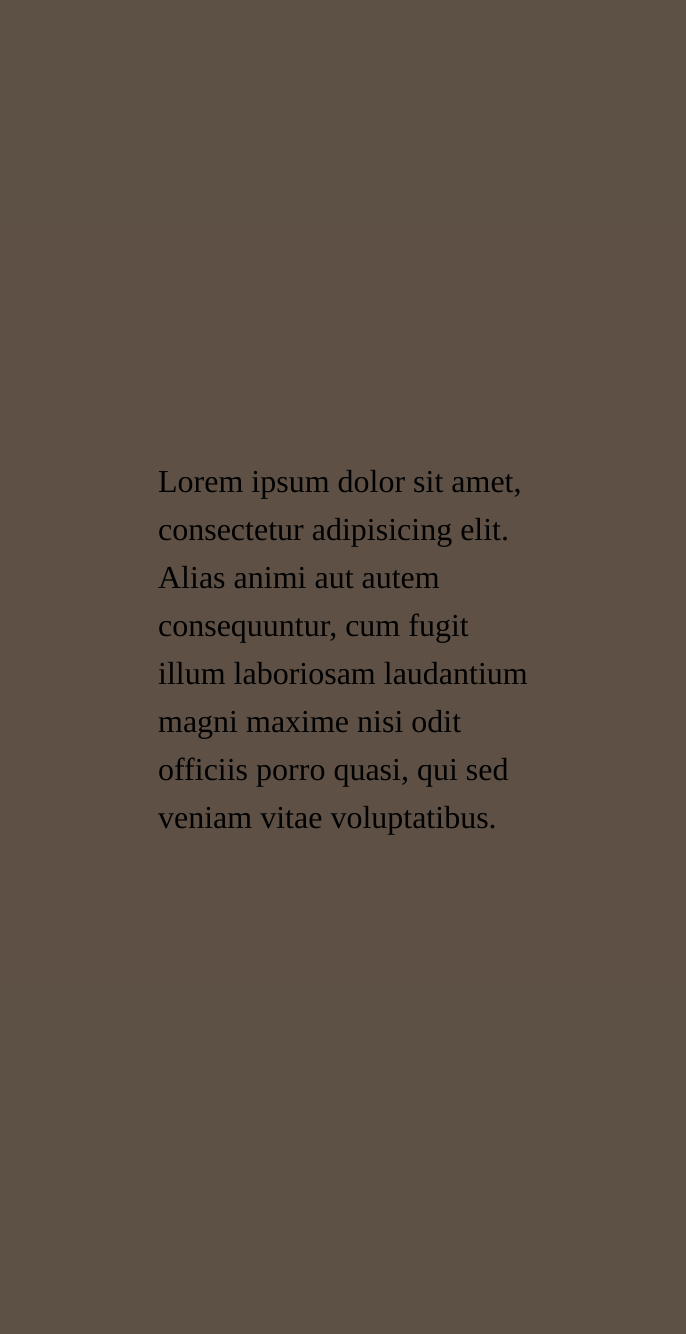 Lorem ipsum dolor sit amet,
consectetur adipisicing elit.
Alias animi aut autem
consequuntur, cum fugit
illum laboriosam laudantium
magni maxime nisi odit
officiis porro quasi, qui sed
veniam vitae voluptatibus.